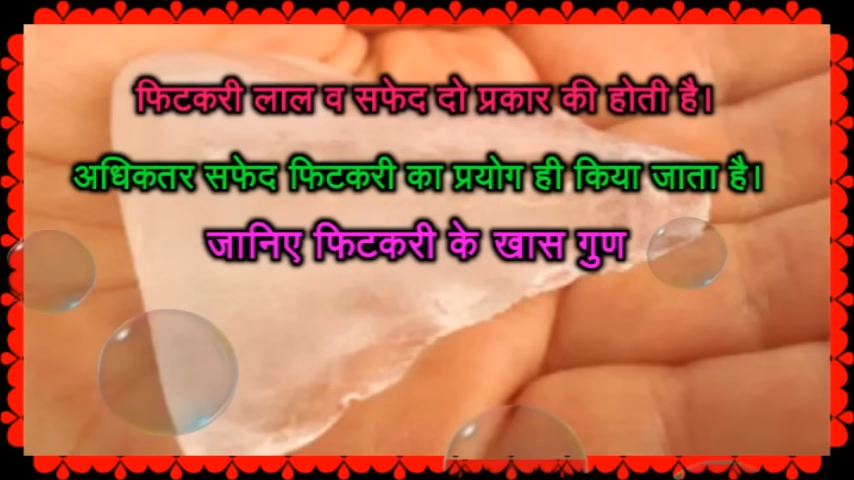 फिटकरी लाल व सफेद दो प्रकार की होती है।
अधिकतर सफेद फिटकरी का प्रयोग ही किया जाता है।
जानिए फिटकरी के खास गुण